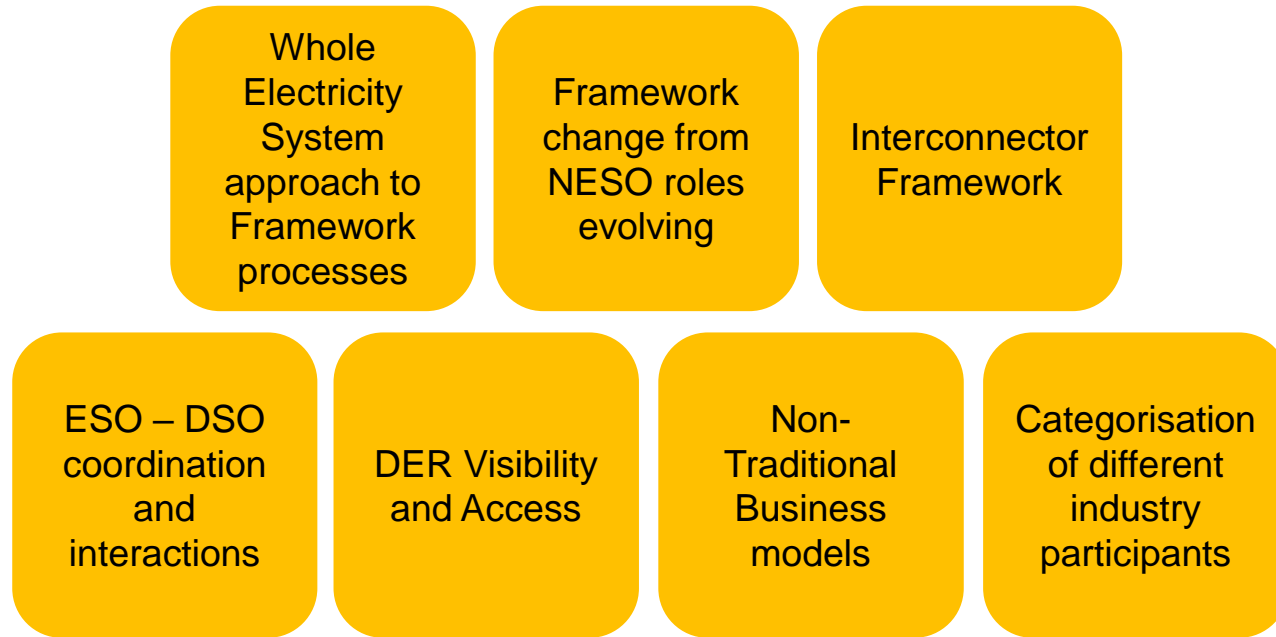 Whole
Electricity
System
approach to
Framework
processes
Framework
change from
NESO roles
evolving
Interconnector
Framework
ESO – DSO
coordination
and
interactions
DER Visibility
and Access
Non-
Traditional
Business
models
Categorisation
of different
industry
participants